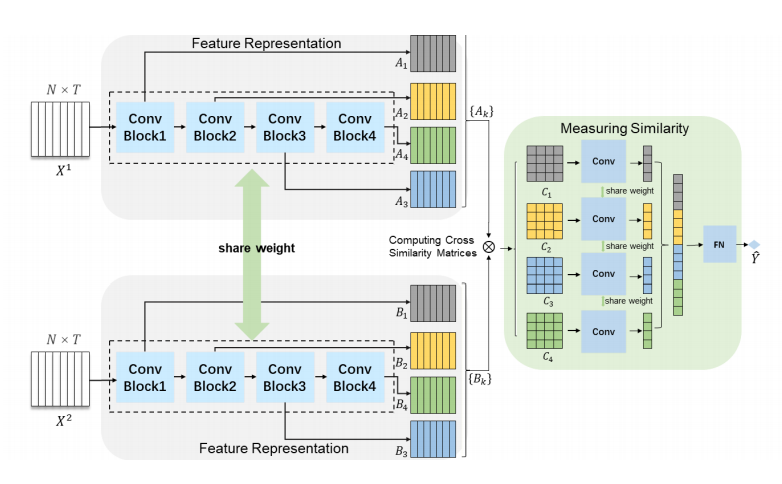 Feature Representation
N × T
X¹
Conv Block1
Conv Block2
Conv Block3
Conv Block4
A₁
A₂
A₄
A₃
{Aₖ}
share weight
Computing Cross
Similarity Matrices
N × T
X²
Conv Block1
Conv Block2
Conv Block3
Conv Block4
B₁
B₂
B₄
B₃
{Bₖ}
Feature Representation
Measuring Similarity
C₁
Conv
share weight
C₂
Conv
share weight
C₃
Conv
share weight
C₄
Conv
FN
Ŷ